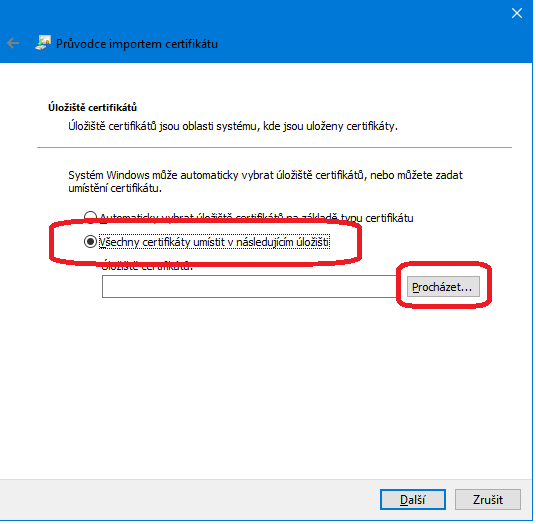 Průvodce importem certifikátu
Úložiště certifikátů
Úložiště certifikátů jsou oblasti systému, kde jsou uloženy certifikáty.
Systém Windows může automaticky vybrat úložiště certifikátů, nebo můžete zadat
umístění certifikátu.
Automaticky vybrat úložiště certifikátů na základě typu certifikátu
Všechny certifikáty umístit v následujícím úložišti
Úložiště certifikátů:
Procházet...
Další
Zrušit